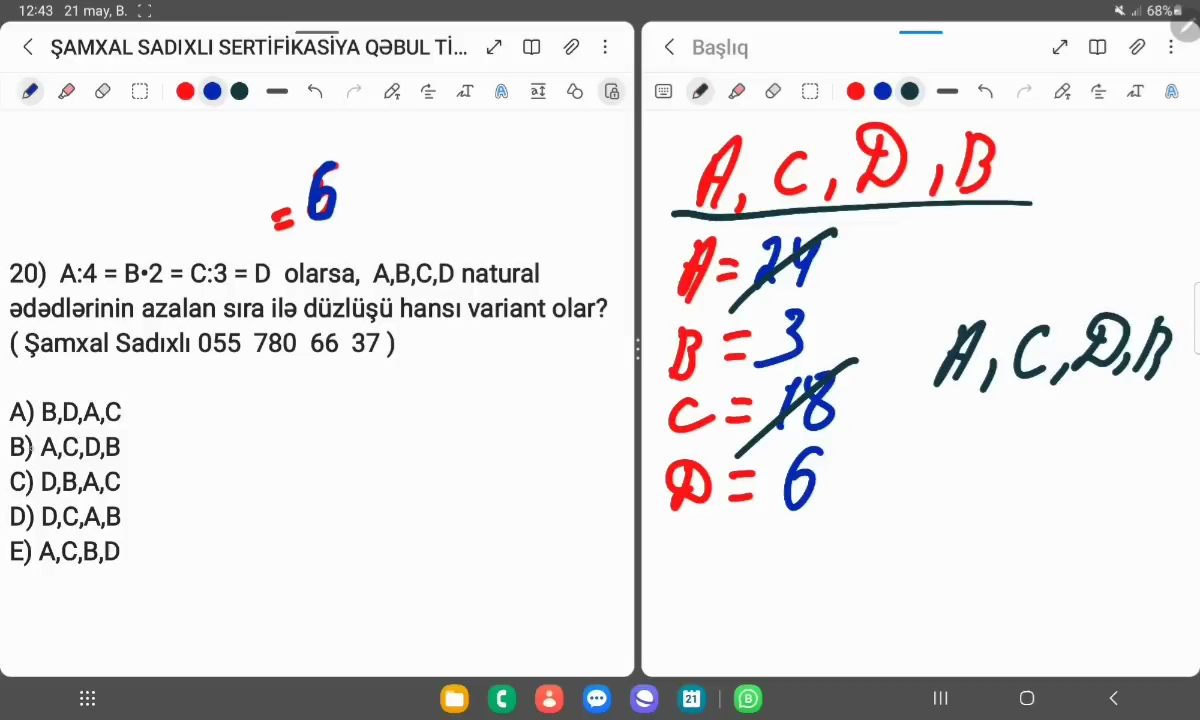 12:43 21 may, B. 68%
ŞAMXAL SADIXLI SERTİFİKASİYA QƏBUL Tİ...
= 6
20) A:4 = B•2 = C:3 = D olarsa, A,B,C,D natural
ədədlərinin azalan sıra ilə düzlüşü hansı variant olar?
( Şamxal Sadıxlı 055 780 66 37 )
A) B,D,A,C
B) A,C,D,B
C) D,B,A,C
D) D,C,A,B
E) A,C,B,D
Başlıq
A, C, D, B
A = 24
B = 3
C = 18
D = 6
A, C, D, B
21